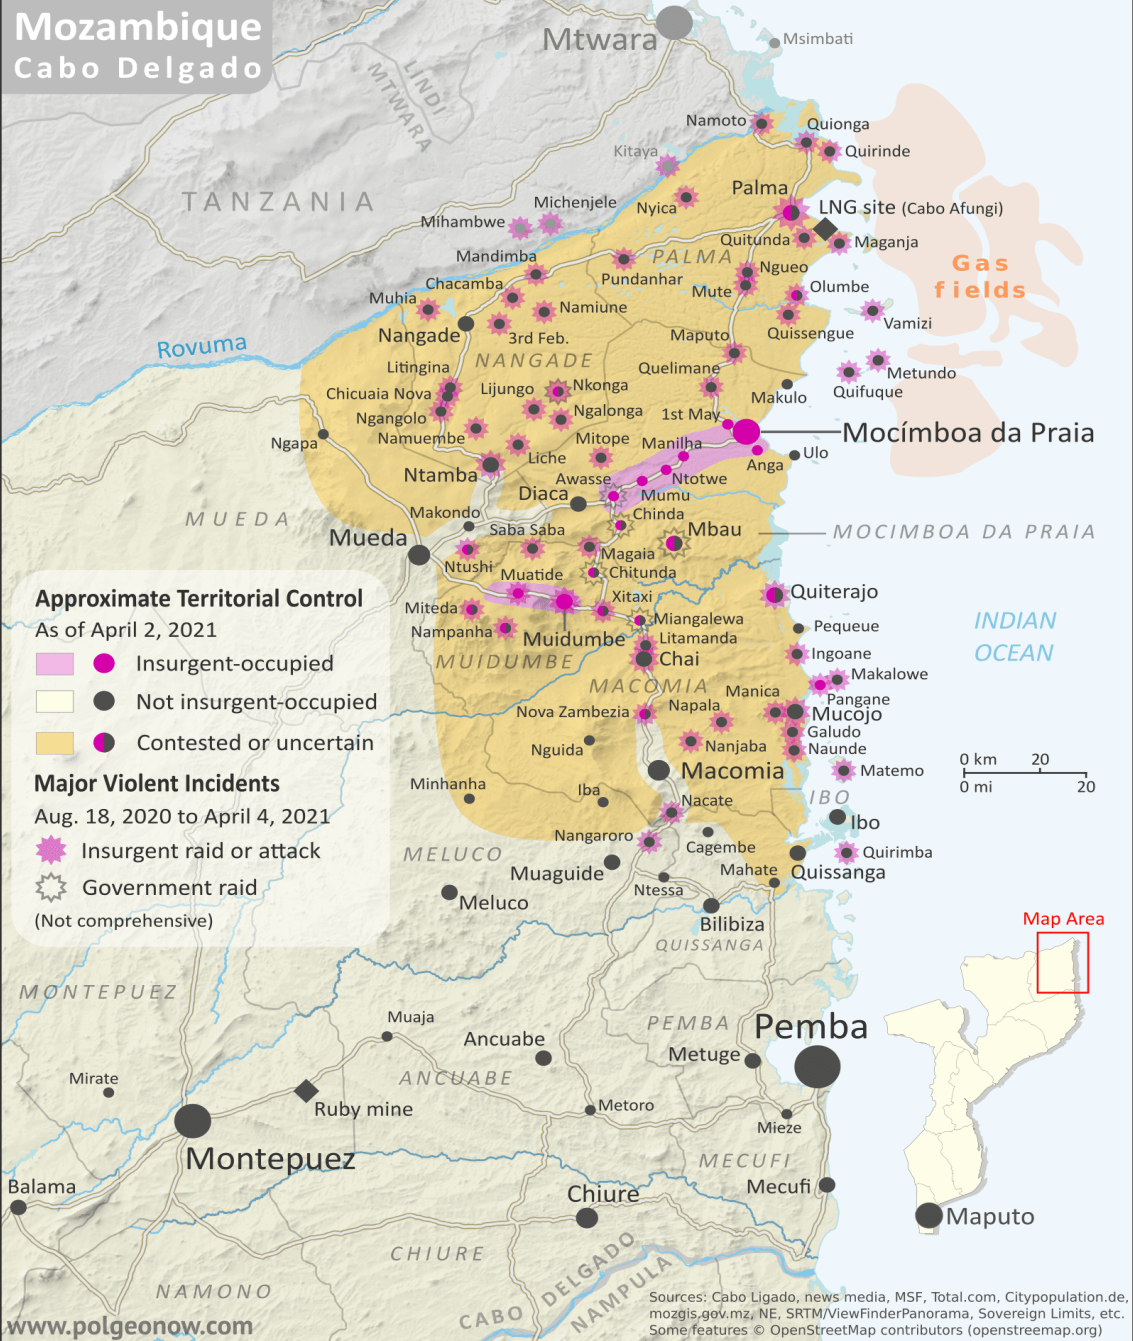 Mozambique
Cabo Delgado
Mtwara
Msimbati
LINDI
MTWARA
Namoto
Quionga
Quirinde
Kitaya
TANZANIA
Palma
Nyica
Michenjele
Mihambwe
LNG site (Cabo Afungi)
Quitunda
Maganja
Mandimba
PALMA
Pundanhar
Ngueo
Gas
fields
Chacamba
Mute
Olumbe
Muhia
Namiune
Vamizi
Nangade
3rd Feb.
Quissengue
Maputo
Rovuma
NANGADE
Litingina
Quelimane
Metundo
Chicuaia Nova
Lijungo
Nkonga
Makulo
Quifuque
Ngangolo
Ngalonga
1st May
Namuembe
Mitope
Manilha
Mocímboa da Praia
Ngapa
Liche
Anga
Ulo
Ntamba
Awasse
Ntotwe
Diaca
Mumu
MUEDA
Makondo
Chinda
Mueda
Saba Saba
Mbau
MOCIMBOA DA PRAIA
Ntushi
Magaia
Muatide
Chitunda
Approximate Territorial Control
As of April 2, 2021
Insurgent-occupied
Not insurgent-occupied
Contested or uncertain
Major Violent Incidents
Aug. 18, 2020 to April 4, 2021
Insurgent raid or attack
Government raid
(Not comprehensive)
Miteda
Xitaxi
Quiterajo
Nampanha
Muidumbe
Miangalewa
Pequeue
INDIAN
OCEAN
Litamanda
MUIDUMBE
Chai
Ingoane
MACOMIA
Makalowe
Manica
Pangane
Nova Zambezia
Napala
Mucojo
Galudo
Nguida
Nanjaba
Naunde
Macomia
Matemo
0 km 20
0 mi 20
Minhanha
Iba
Nacate
IBO
Ibo
Nangaroro
Cagembe
Quirimba
MELUCO
Muaguide
Mahate
Quissanga
Ntessa
Meluco
Bilibiza
QUISSANGA
Map Area
MONTEPUEZ
Muaja
PEMBA
Pemba
Ancuabe
Metuge
Mirate
ANCUABE
Ruby mine
Metoro
Mieze
Montepuez
MECUFI
Balama
Chiure
Mecufi
Maputo
CHIURE
CABO DELGADO
NAMPULA
NAMONO
www.polgeonow.com
Sources: Cabo Ligado, news media, MSF, Total.com, Citypopulation.de,
mozgis.gov.mz, NE, SRTM/ViewFinderPanorama, Sovereign Limits, etc.
Some features © OpenStreetMap contributors (openstreemap.org)